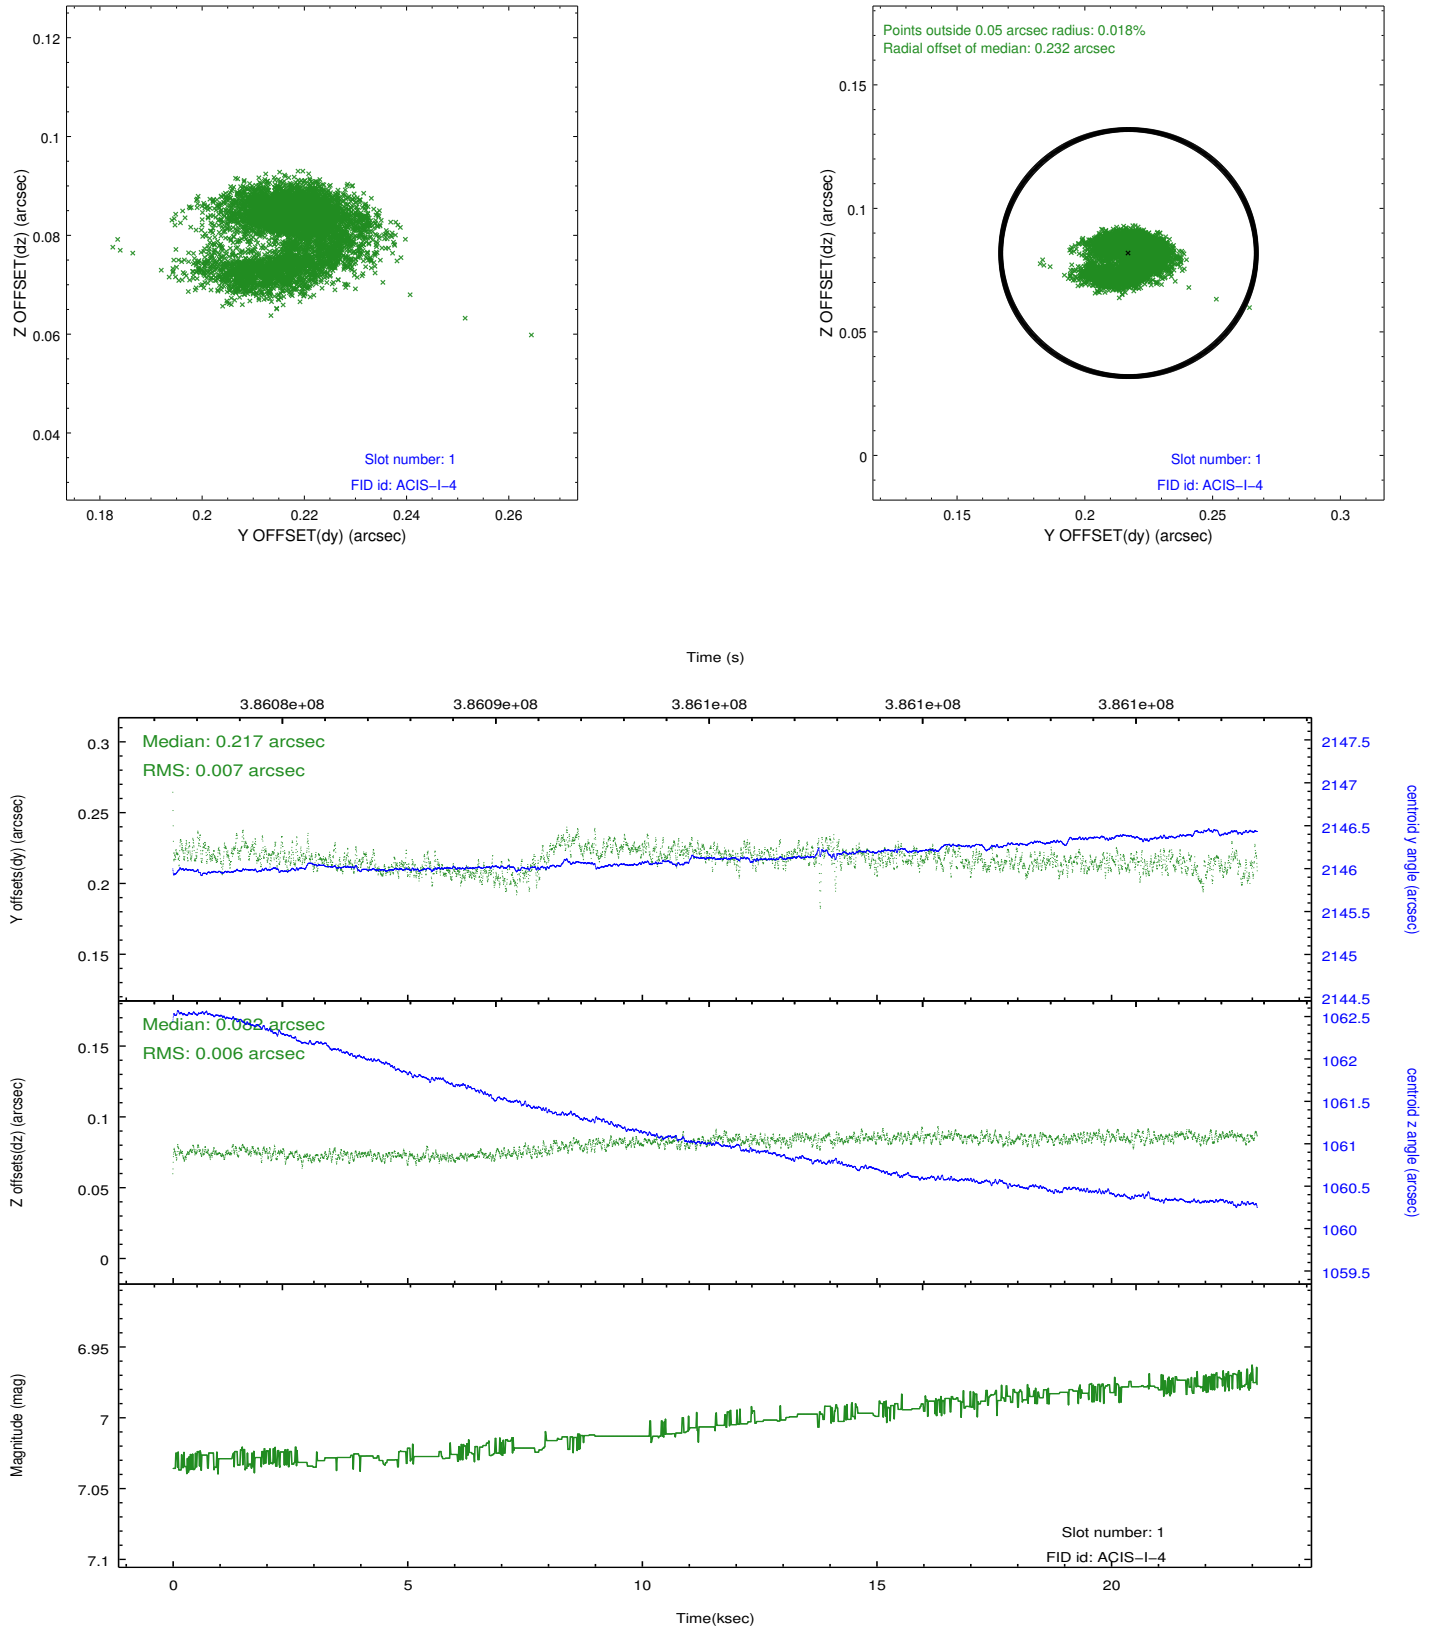 0.12
0.1
0.08
0.06
0.04
Z OFFSET(dz) (arcsec)
Slot number: 1
FID id: ACIS−I−4
0.18 0.2 0.22 0.24 0.26
Y OFFSET(dy) (arcsec)
Points outside 0.05 arcsec radius: 0.018%
Radial offset of median: 0.232 arcsec
0.15
0.1
0.05
0
Z OFFSET(dz) (arcsec)
Slot number: 1
FID id: ACIS−I−4
0.15 0.2 0.25 0.3
Y OFFSET(dy) (arcsec)
Time (s)
3.8608e+08 3.8609e+08 3.861e+08 3.861e+08 3.861e+08
Median: 0.217 arcsec
RMS: 0.007 arcsec
0.3
0.25
0.2
0.15
Y offsets(dy) (arcsec)
2147.5
2147
2146.5
2146
2145.5
2145
2144.5
centroid y angle (arcsec)
Median: 0.082 arcsec
RMS: 0.006 arcsec
0.15
0.1
0.05
0
Z offsets(dz) (arcsec)
1062.5
1062
1061.5
1061
1060.5
1060
1059.5
centroid z angle (arcsec)
6.95
7
7.05
7.1
Magnitude (mag)
Slot number: 1
FID id: ACIS−I−4
0 5 10 15 20
Time(ksec)